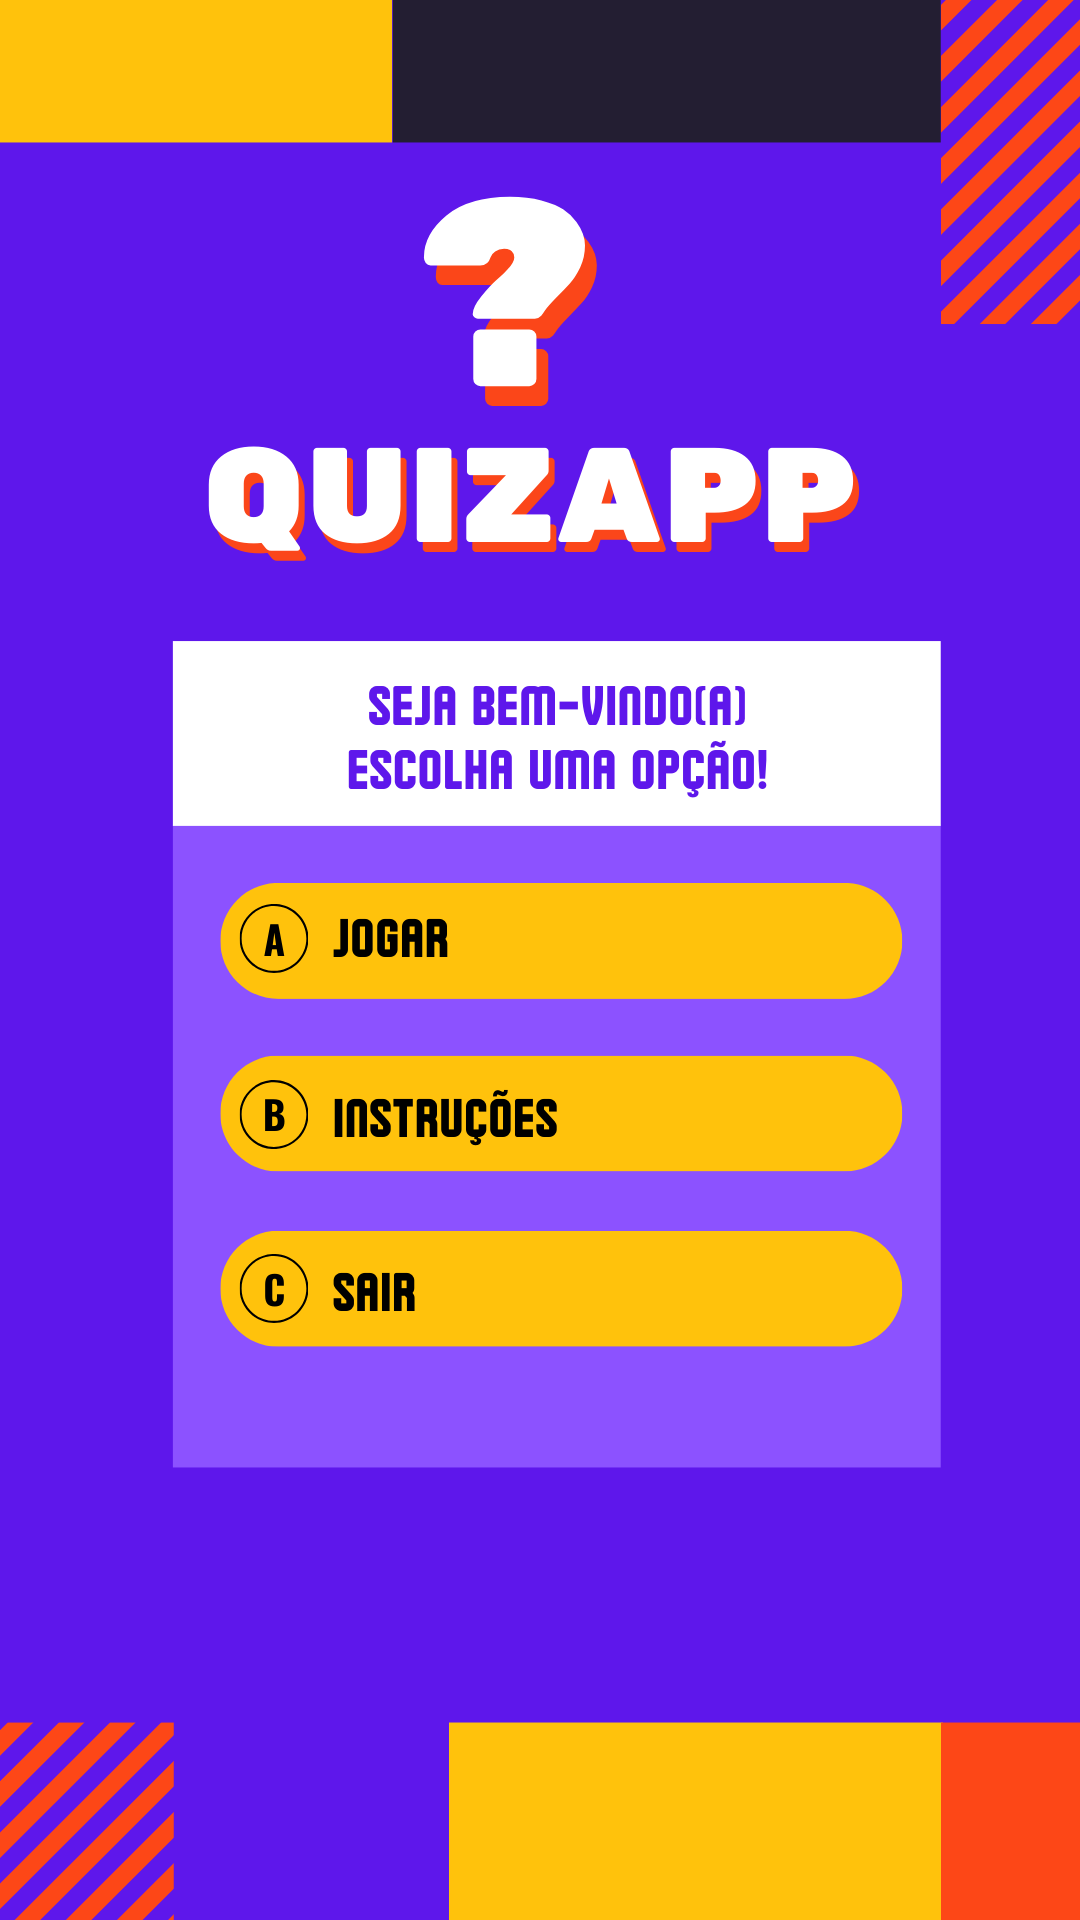 ?
QUIZAPP
SEJA BEM-VINDO(A)
ESCOLHA UMA OPÇÃO!
A JOGAR
B INSTRUÇÕES
C SAIR